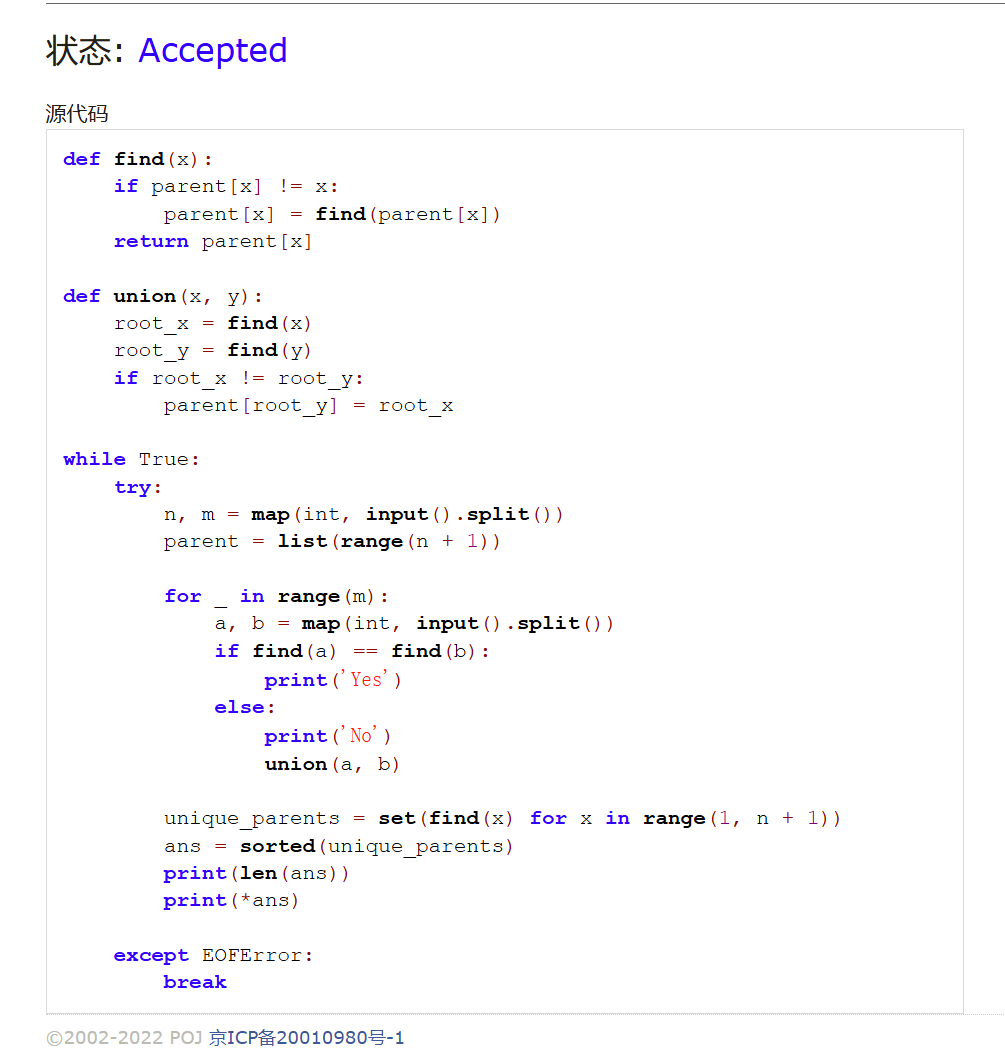 状态: Accepted
源代码
def find(x):
    if parent[x] != x:
        parent[x] = find(parent[x])
    return parent[x]
def union(x, y):
    root_x = find(x)
    root_y = find(y)
    if root_x != root_y:
        parent[root_y] = root_x
while True:
    try:
        n, m = map(int, input().split())
        parent = list(range(n + 1))
        for _ in range(m):
            a, b = map(int, input().split())
            if find(a) == find(b):
                print('Yes')
            else:
                print('No')
                union(a, b)
        unique_parents = set(find(x) for x in range(1, n + 1))
        ans = sorted(unique_parents)
        print(len(ans))
        print(*ans)
    except EOFError:
        break
©2002-2022 POJ 京ICP备20010980号-1